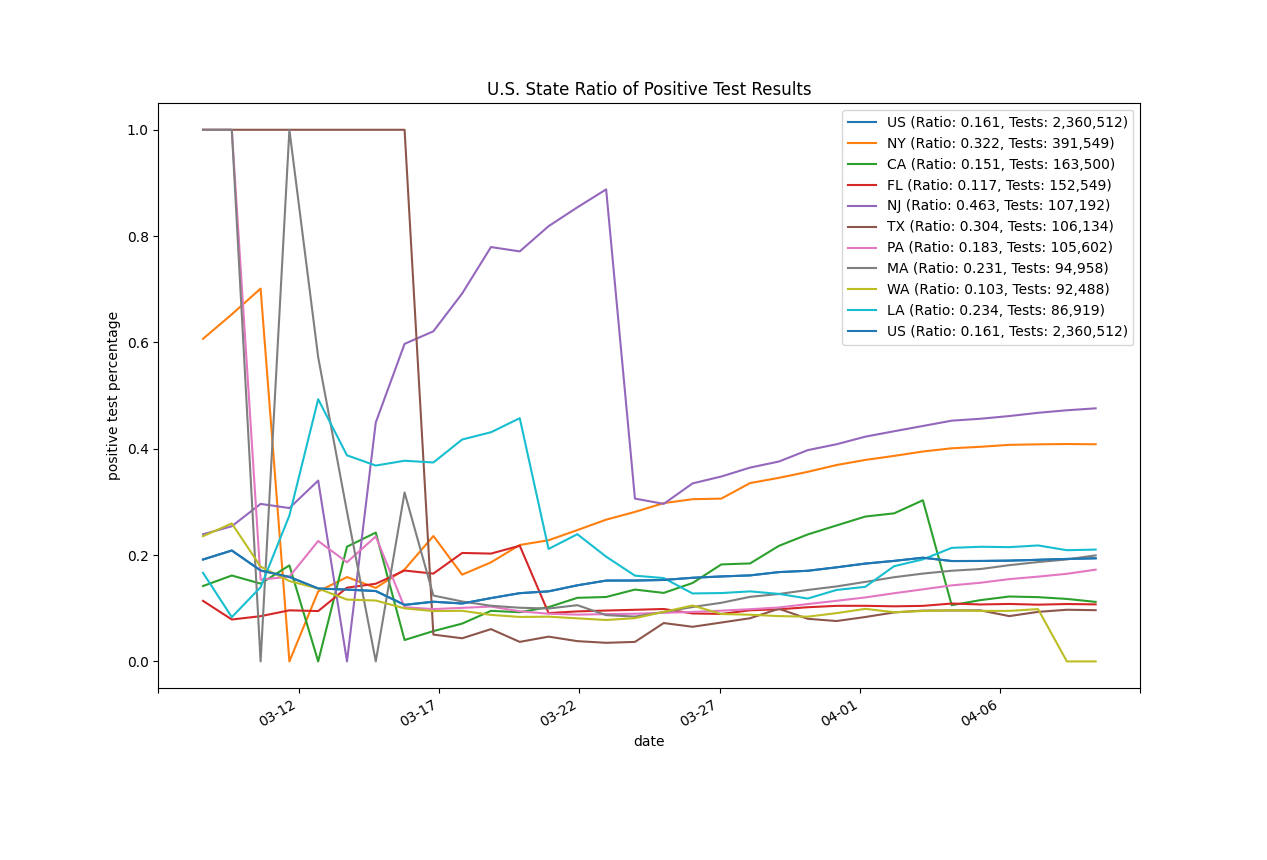 U.S. State Ratio of Positive Test Results
1.0
0.8
0.6
0.4
0.2
0.0
positive test percentage
US (Ratio: 0.161, Tests: 2,360,512)
NY (Ratio: 0.322, Tests: 391,549)
CA (Ratio: 0.151, Tests: 163,500)
FL (Ratio: 0.117, Tests: 152,549)
NJ (Ratio: 0.463, Tests: 107,192)
TX (Ratio: 0.304, Tests: 106,134)
PA (Ratio: 0.183, Tests: 105,602)
MA (Ratio: 0.231, Tests: 94,958)
WA (Ratio: 0.103, Tests: 92,488)
LA (Ratio: 0.234, Tests: 86,919)
US (Ratio: 0.161, Tests: 2,360,512)
03-12
03-17
03-22
03-27
04-01
04-06
date